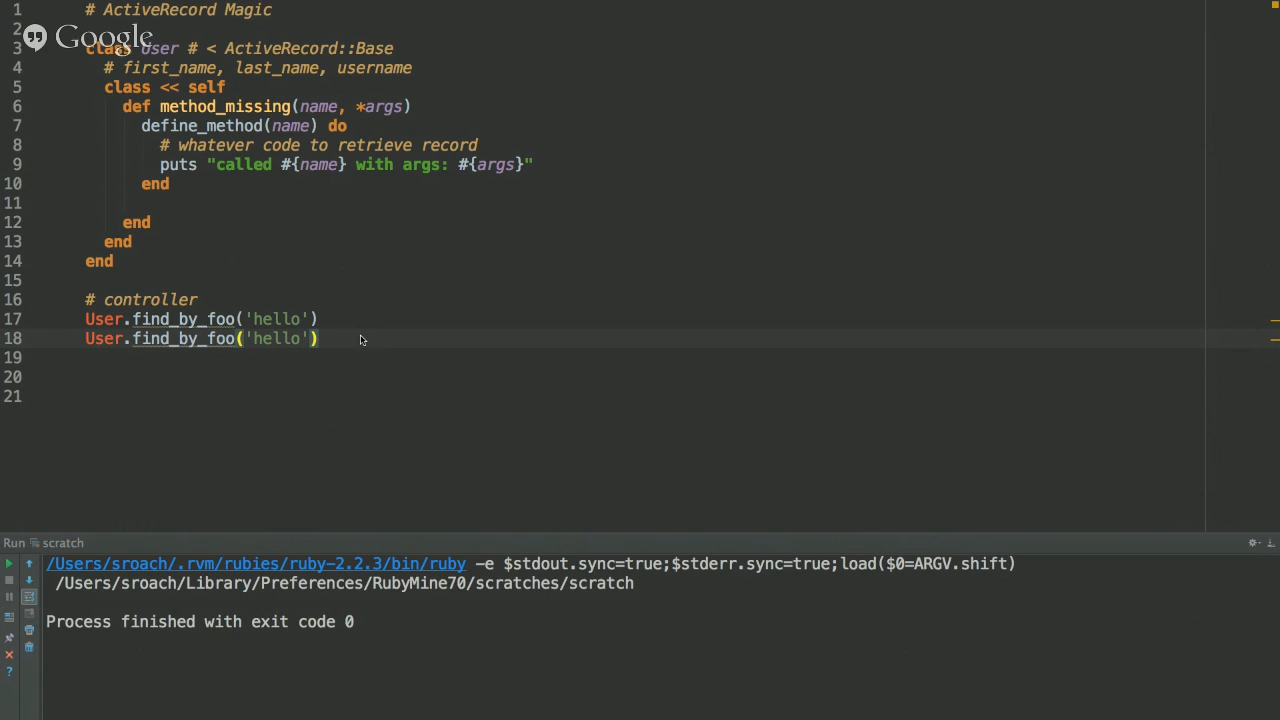 1 # ActiveRecord Magic
2
Google
3 class User # < ActiveRecord::Base
4 # first_name, last_name, username
5 class << self
6 def method_missing(name, *args)
7 define_method(name) do
8 # whatever code to retrieve record
9 puts "called #{name} with args: #{args}"
10 end
11
12 end
13 end
14 end
15
16 # controller
17 User.find_by_foo('hello')
18 User.find_by_foo('hello')
19
20
21
Run scratch
/Users/sroach/.rvm/rubies/ruby-2.2.3/bin/ruby -e $stdout.sync=true;$stderr.sync=true;load($0=ARGV.shift)
/Users/sroach/Library/Preferences/RubyMine70/scratches/scratch
Process finished with exit code 0